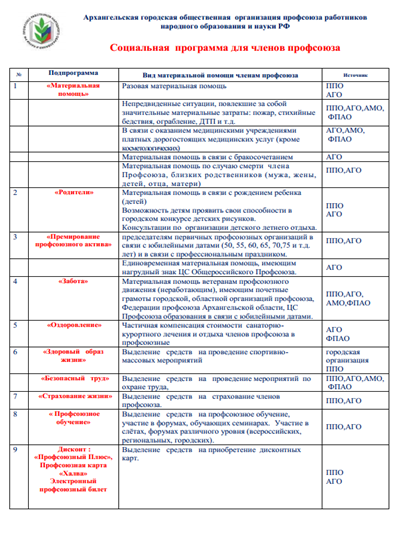 Архангельская городская общественная организация профсоюза работников
народного образования и науки РФ
Социальная программа для членов профсоюза
№ Подпрограмма Вид материальной помощи членам профсоюза Источник
1 «Материальная Разовая материальная помощь ППО
помощь» АГО
Непредвиденные ситуации, повлекшие за собой ППО,АГО,АМО,
значительные материальные затраты: пожар, стихийные ФПАО
бедствия, ограбление, ДТП и т.д.
В связи с оказанием медицинскими учреждениями АГО,АМО,
платных дорогостоящих медицинских услуг (кроме ФПАО
косметологических)
Материальная помощь в связи с бракосочетанием АГО
Материальная помощь по случаю смерти члена
Профсоюза, близких родственников (мужа, жены, ППО,АГО
детей, отца, матери)
2 «Родители» Материальная помощь в связи с рождением ребенка
(детей) ППО
Возможность детям проявить свои способности в АГО
городском конкурсе детских рисунков.
Консультации по организации детского летнего отдыха.
3 «Премирование председателям первичных профсоюзных организаций в
профсоюзного актива» связи с юбилейными датами (50, 55, 60, 65, 70,75 и т.д. ППО,АГО
лет) и в связи с профессиональным праздником.
Единовременная материальная помощь, имеющим АГО
нагрудный знак ЦС Общероссийского Профсоюза.
4 «Забота» Материальная помощь ветеранам профсоюзного
движения (неработающим), имеющим почетные ППО,АГО,
грамоты городской, областной организаций профсоюза, АМО,ФПАО
Федерации профсоюза Архангельской области, ЦС
Профсоюза образования в связи с юбилейными датами.
5 «Оздоровление» Частичная компенсация стоимости санаторно- АГО
курортного лечения и отдыха членов профсоюза в ФПАО
профсоюзные
6 «Здоровый образ Выделение средств на проведение спортивно- городская
жизни» массовых мероприятий организация
ППО
«Безопасный труд» Выделение средств на проведение мероприятий по ППО,АГО,АМО,
охране труда, ФПАО
7 «Страхование жизни» Выделение средств на страхование членов ППО,АГО
профсоюза.
8 « Профсоюзное Выделение средств на профсоюзное обучение,
обучение» участие в форумах, обучающих семинарах. Участие в ППО,АГО
слётах, форумах различного уровня (всероссийских,
региональных, городских).
9 Дисконт : Выделение средств на приобретение дисконтных
«Профсоюзный Плюс», карт.
Профсоюзная карта ППО
«Халва» АГО
Электронный
профсоюзный билет